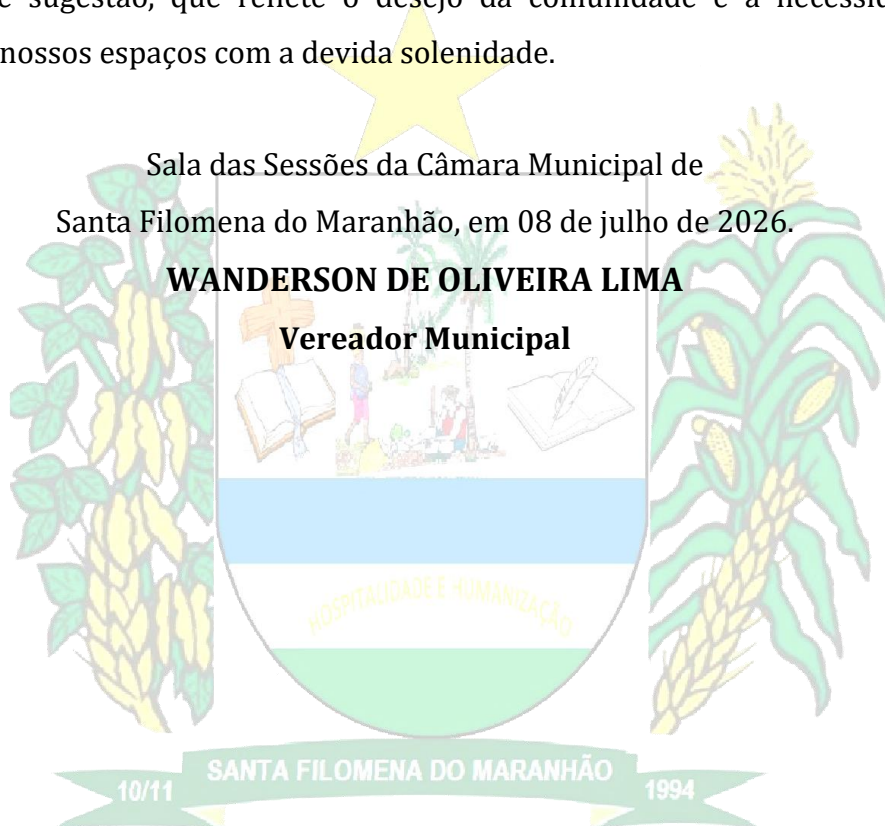 sugestão, que reflete o desejo da comunidade e a
nossos espaços com a devida solenidade.
Sala das Sessões da Câmara Municipal de
Santa Filomena do Maranhão, em 08 de julho de 2026.
WANDERSON DE OLIVEIRA LIMA
Vereador Municipal
HOSPITALIDADE E HUMANIZAÇÃO
10/11 SANTA FILOMENA DO MARANHÃO 1994